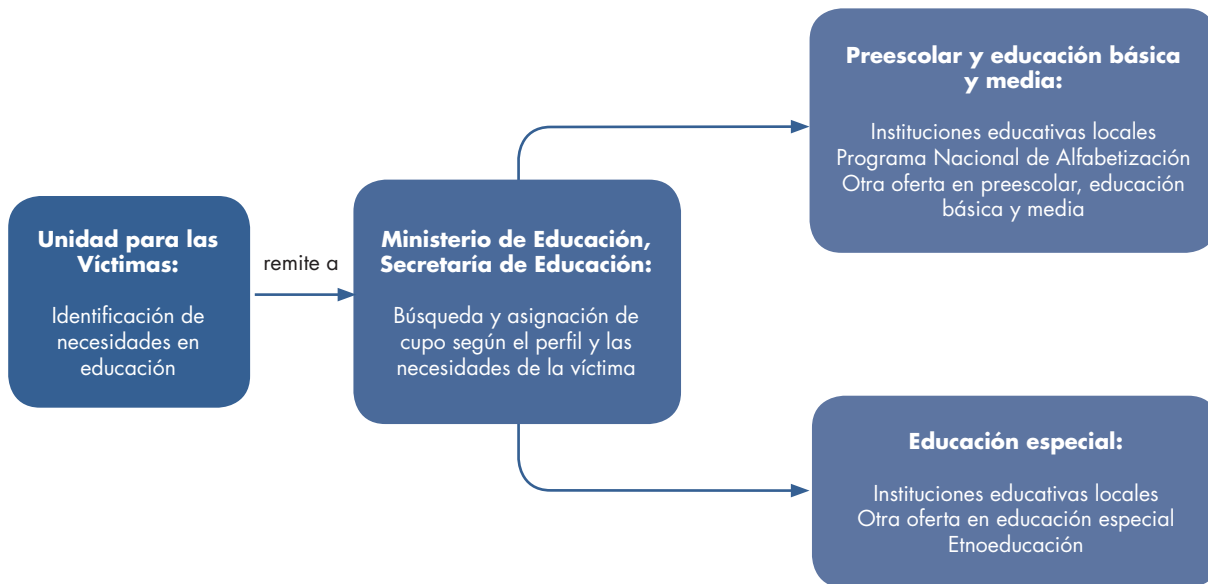 Unidad para las
Víctimas:
Identificación de
necesidades en
educación
remite a
Ministerio de Educación,
Secretaría de Educación:
Búsqueda y asignación de
cupo según el perfil y las
necesidades de la víctima
Preescolar y educación básica
y media:
Instituciones educativas locales
Programa Nacional de Alfabetización
Otra oferta en preescolar, educación
básica y media
Educación especial:
Instituciones educativas locales
Otra oferta en educación especial
Etnoeducación